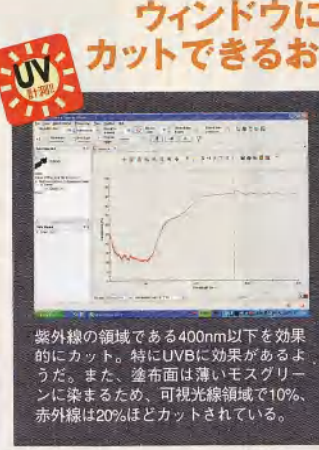 ウィンドウに
カットできるお
UV
計測!!
紫外線の領域である400nm以下を効果
的にカット。特にUVBに効果があるよ
うだ。また、塗布面は薄いモスグリー
ンに染まるため、可視光線領域で10%、
赤外線は20%ほどカットされている。